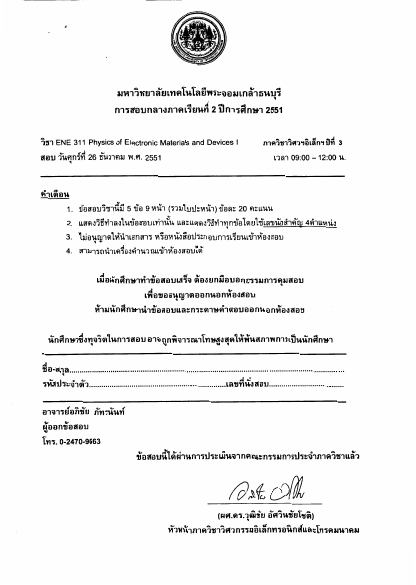 มหาวิทยาลัยเทคโนโลยีพระจอมเกล้าธนบุรี
การสอบกลางภาคเรียนที่ 2 ปีการศึกษา 2551
วิชา ENE 311 Physics of Electronic Materials and Devices I ภาควิชาวิศวฯอิเล็กฯ ปีที่ 3
สอบ วันศุกร์ที่ 26 ธันวาคม พ.ศ. 2551 เวลา 09:00 – 12:00 น.
คำเตือน
1. ข้อสอบวิชานี้มี 5 ข้อ 9 หน้า (รวมใบปะหน้า) ข้อละ 20 คะแนน
2. แสดงวิธีทำลงในข้อสอบเท่านั้น และแสดงวิธีทำทุกข้อโดยใช้เลขนัยสำคัญ 4ตำแหน่ง
3. ไม่อนุญาตให้นำเอกสาร หรือหนังสือประกอบการเรียนเข้าห้องสอบ
4. สามารถนำเครื่องคำนวณเข้าห้องสอบได้
เมื่อนักศึกษาทำข้อสอบเสร็จ ต้องยกมือบอกกรรมการคุมสอบ
เพื่อขออนุญาตออกนอกห้องสอบ
ห้ามนักศึกษานำข้อสอบและกระดาษคำตอบออกนอกห้องสอบ
นักศึกษาซึ่งทุจริตในการสอบ อาจถูกพิจารณาโทษสูงสุดให้พ้นสภาพการเป็นนักศึกษา
ชื่อ-สกุล
รหัสประจำตัว เลขที่นั่งสอบ
อาจารย์อภิชัย ภัทรนันท์
ผู้ออกข้อสอบ
โทร. 0-2470-9063
ข้อสอบนี้ได้ผ่านการประเมินจากคณะกรรมการประจำภาควิชาแล้ว
(ผศ.ดร.วุฒิชัย อัศวินชัยโชติ)
หัวหน้าภาควิชาวิศวกรรมอิเล็กทรอนิกส์และโทรคมนาคม